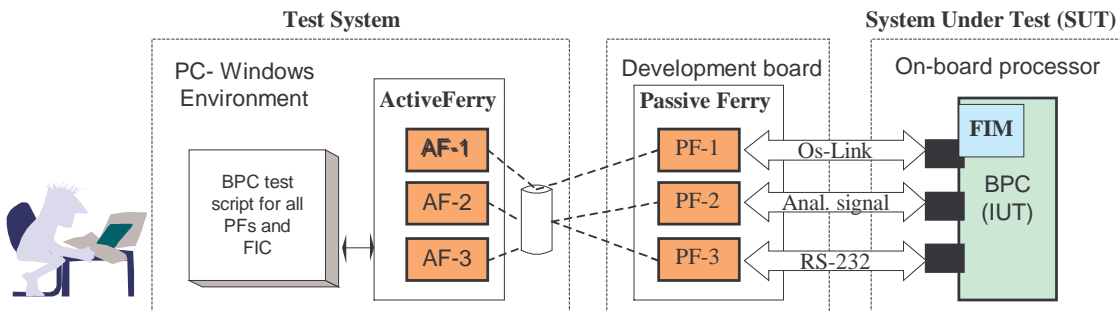 Test System
System Under Test (SUT)
PC- Windows
Environment
Development board
On-board processor
ActiveFerry
Passive Ferry
FIM
AF-1
AF-2
AF-3
PF-1
PF-2
PF-3
Os-Link
Anal. signal
RS-232
BPC test
script for all
PFs and
FIC
BPC
(IUT)